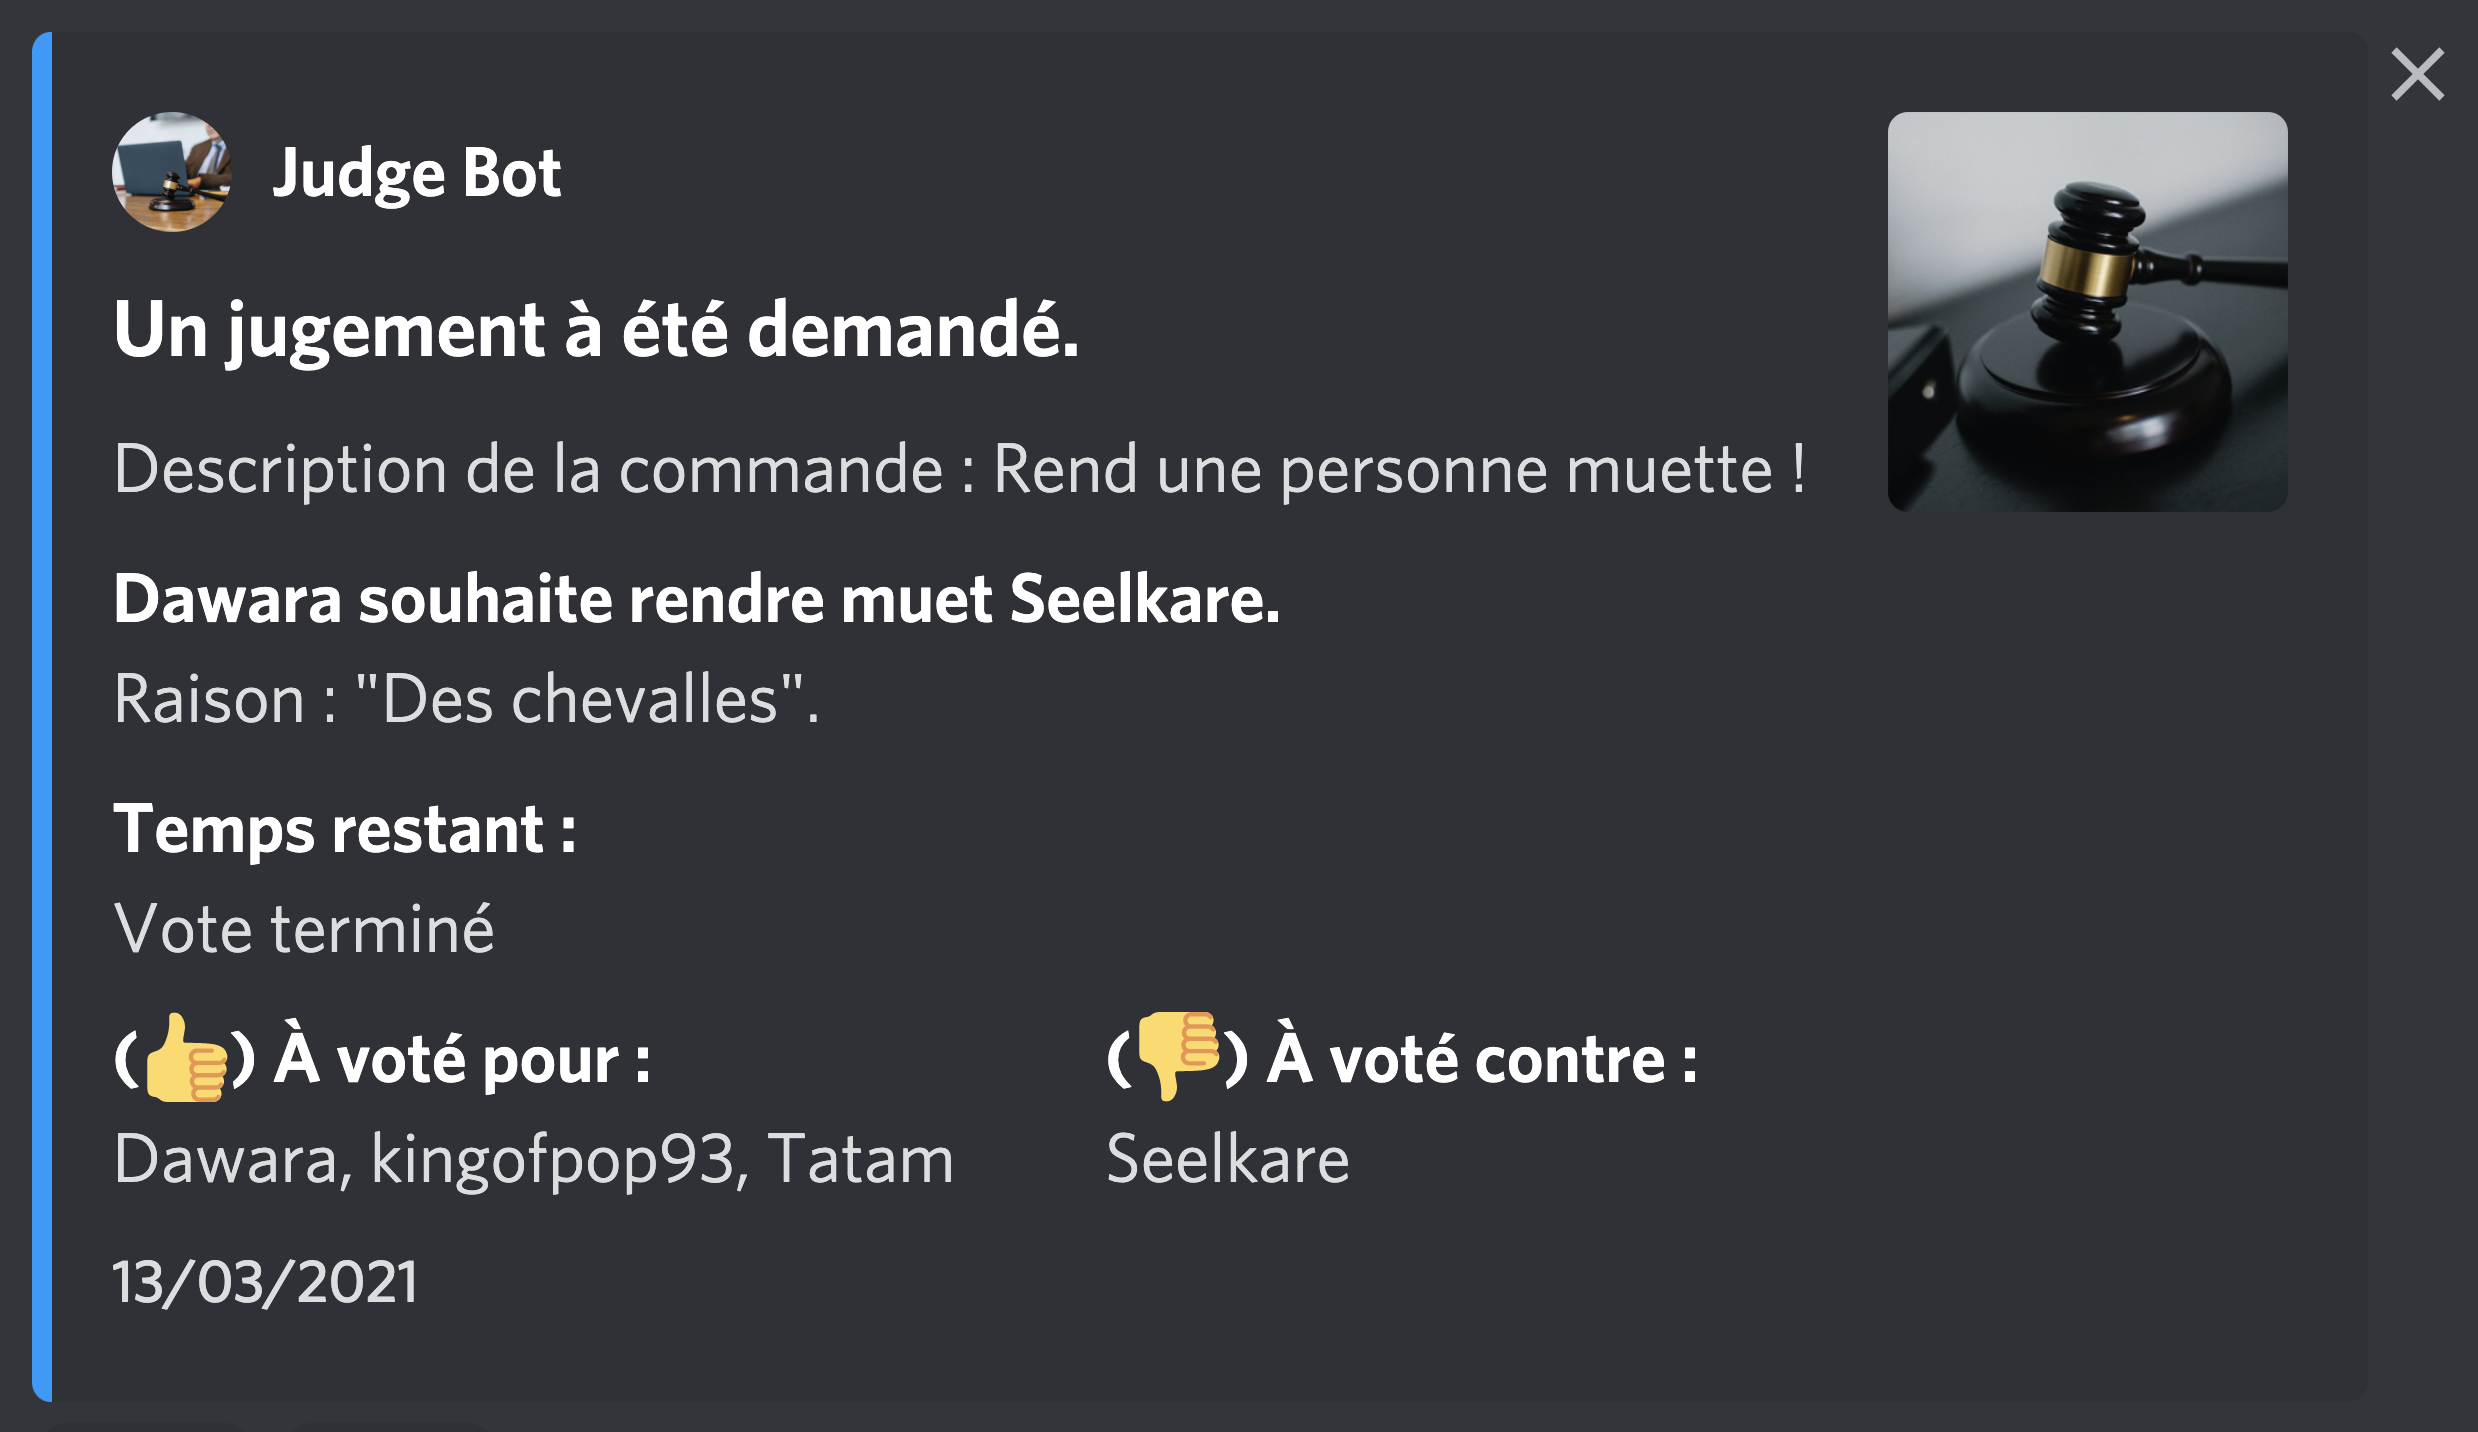 Judge Bot
Un jugement à été demandé.
Description de la commande : Rend une personne muette !
Dawara souhaite rendre muet Seelkare.
Raison : "Des chevalles".
Temps restant :
Vote terminé
(👍) À voté pour :
Dawara, kingofpop93, Tatam
(👎) À voté contre :
Seelkare
13/03/2021